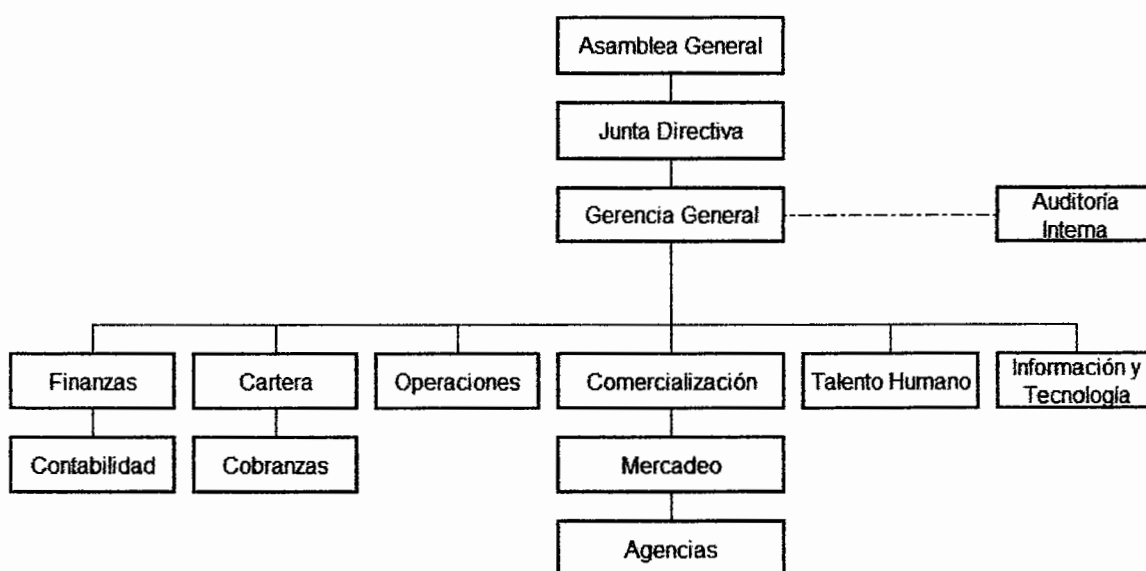 Asamblea General
Junta Directiva
Gerencia General
Auditoría
Interna
Finanzas
Cartera
Operaciones
Comercialización
Talento Humano
Información y
Tecnología
Contabilidad
Cobranzas
Mercadeo
Agencias